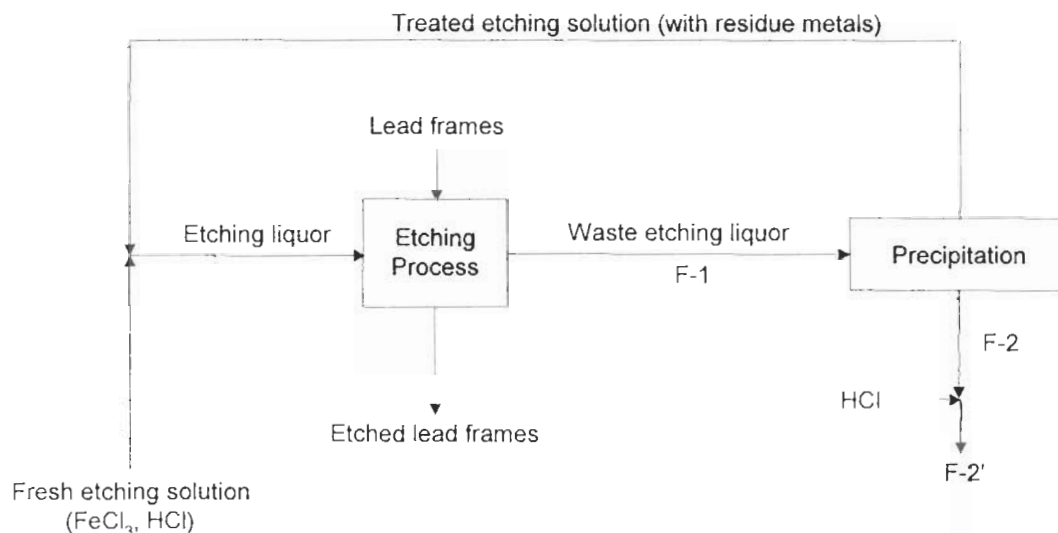 Treated etching solution (with residue metals)
Lead frames
Etching liquor
Etching
Process
Waste etching liquor
F-1
Precipitation
F-2
HCl
F-2'
Etched lead frames
Fresh etching solution
(FeCl₃, HCl)